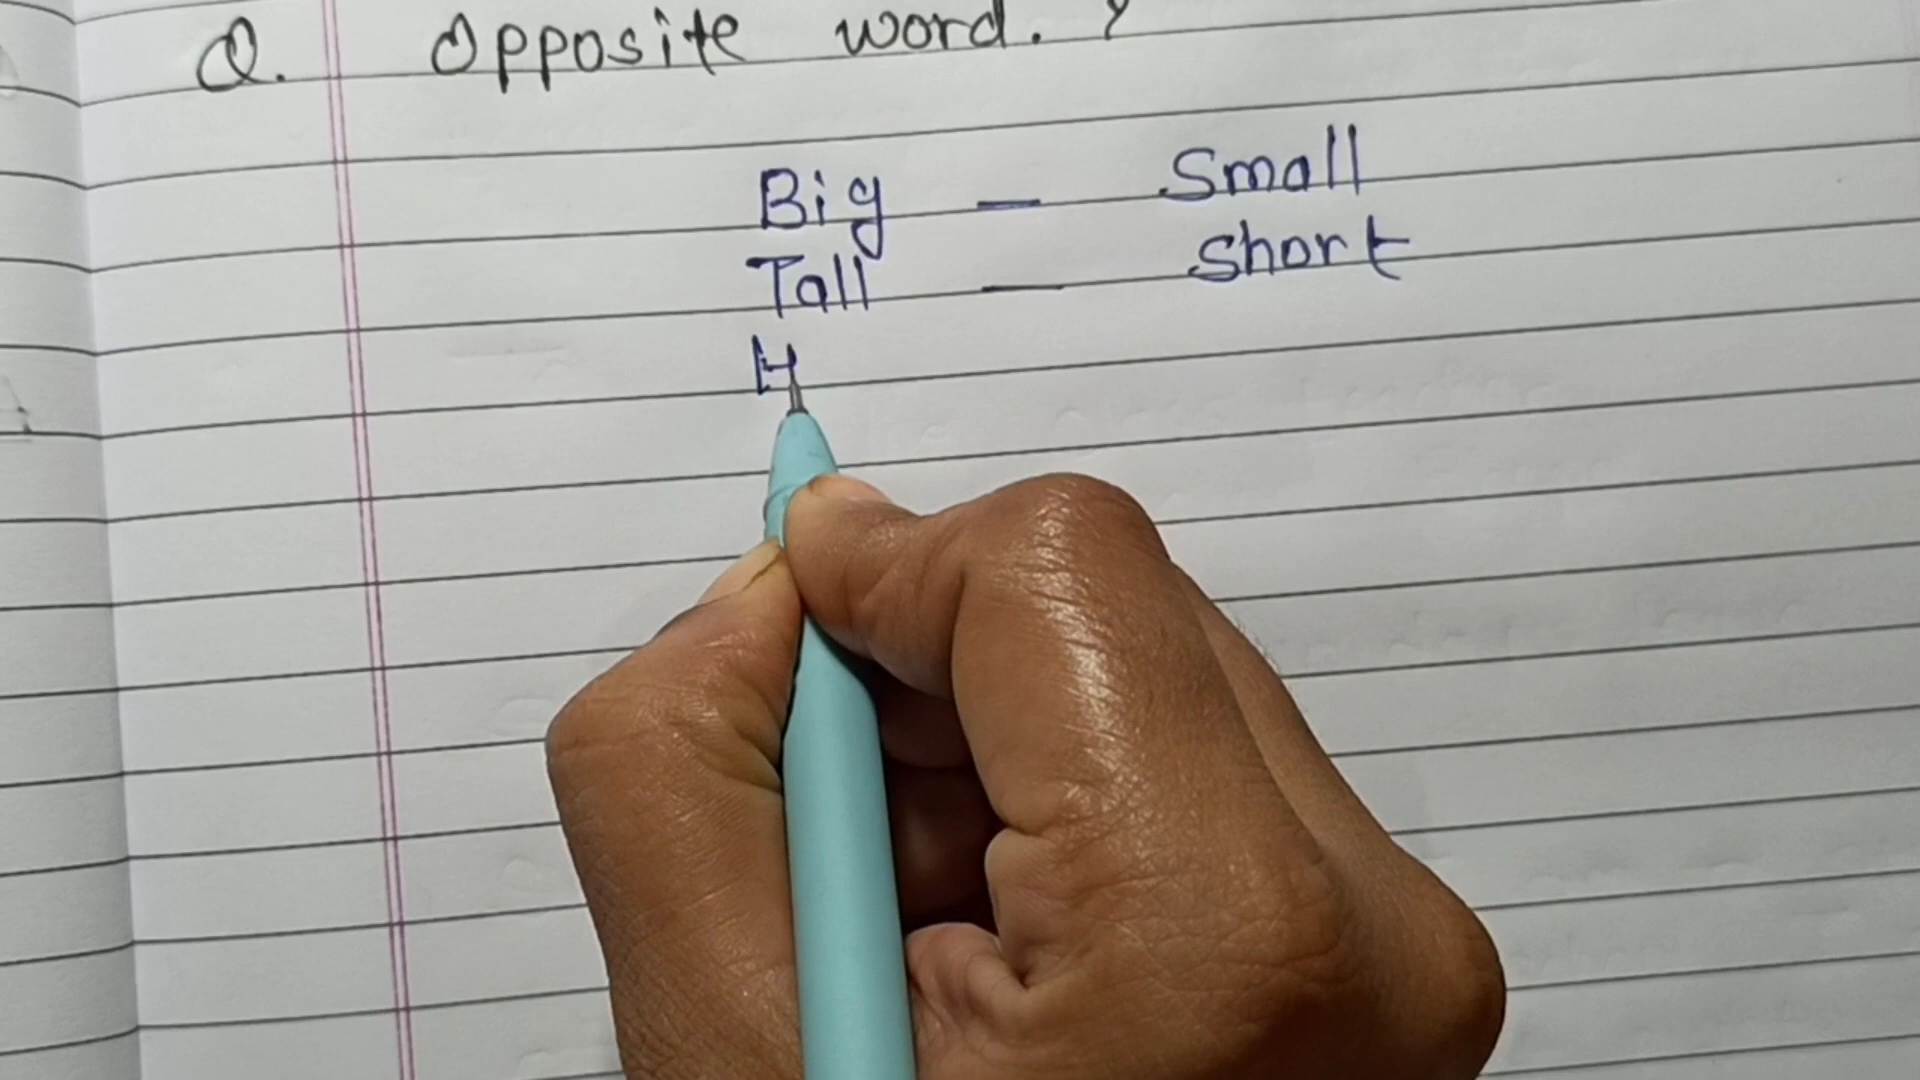 Q. Opposite word. ?
Big — Small
Tall — Short
H